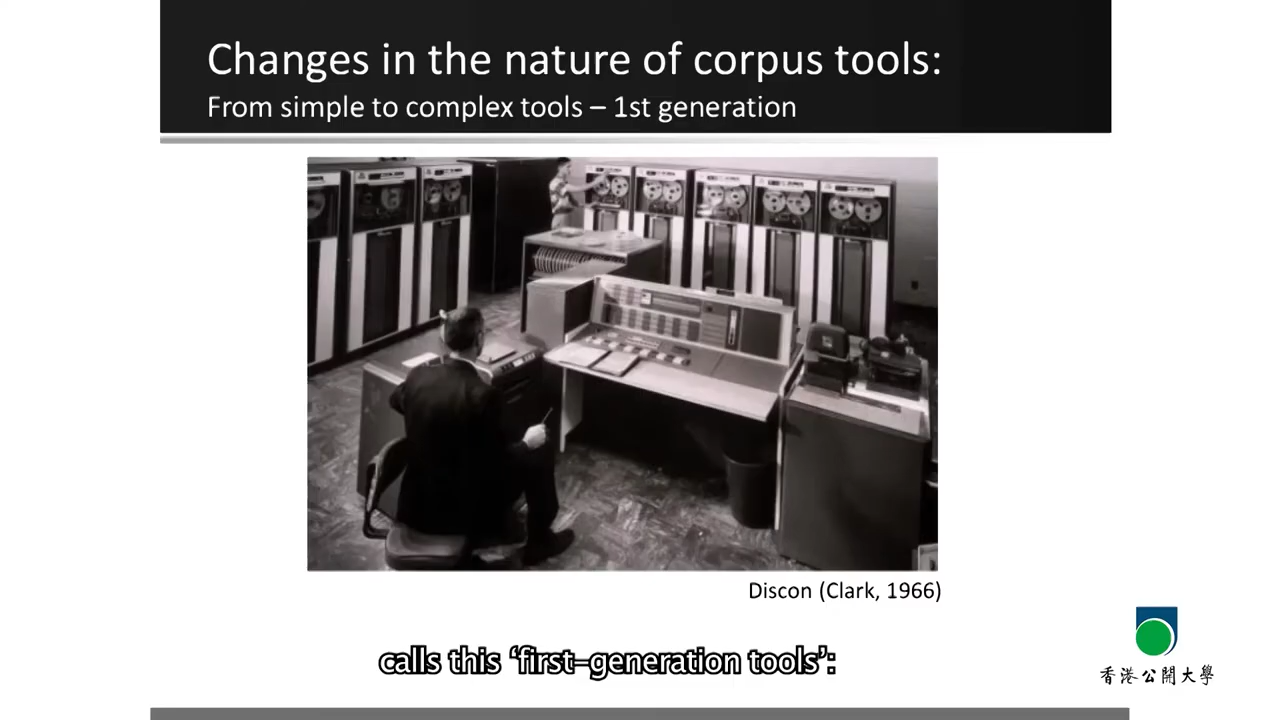 Changes in the nature of corpus tools:
From simple to complex tools – 1st generation
Discon (Clark, 1966)
calls this ‘first-generation tools’:
香港公開大學